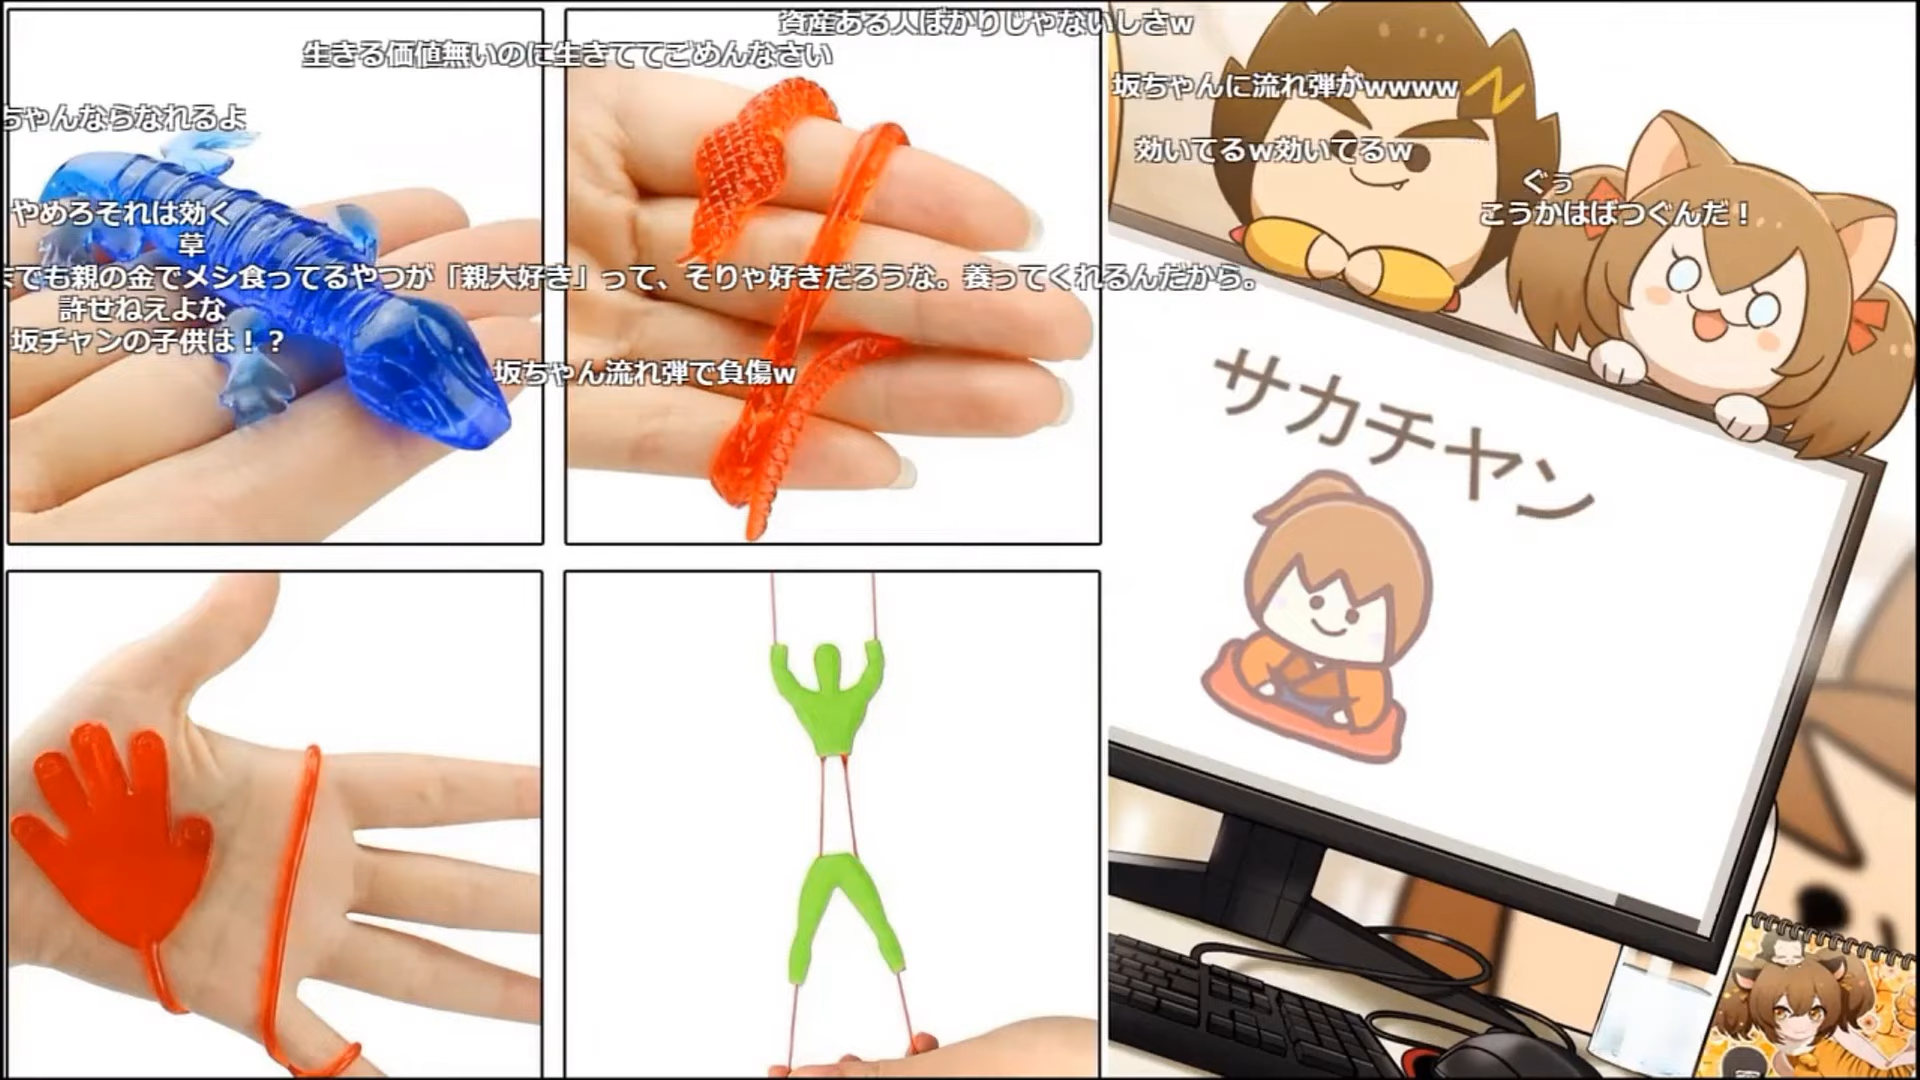 資産ある人ばかりじゃないしさw
生きる価値無いのに生きててごめんなさい
坂ちゃんに流れ弾がwwww
ちゃんならなれるよ
効いてるw効いてるw
ぐぅ
やめろそれは効く
こうかはばつぐんだ！
草
までも親の金でメシ食ってるやつが「親大好き」って、そりゃ好きだろうな。養ってくれるんだから。
許せねえよな
坂チャンの子供は！？
坂ちゃん流れ弾で負傷w
サカチャン